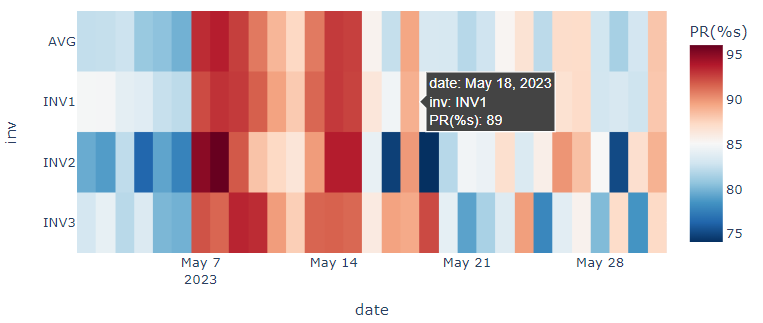 PR(%s)
AVG
INV1
INV2
INV3
inv
date: May 18, 2023
inv: INV1
PR(%s): 89
95
90
85
80
75
May 7
2023
May 14
May 21
May 28
date